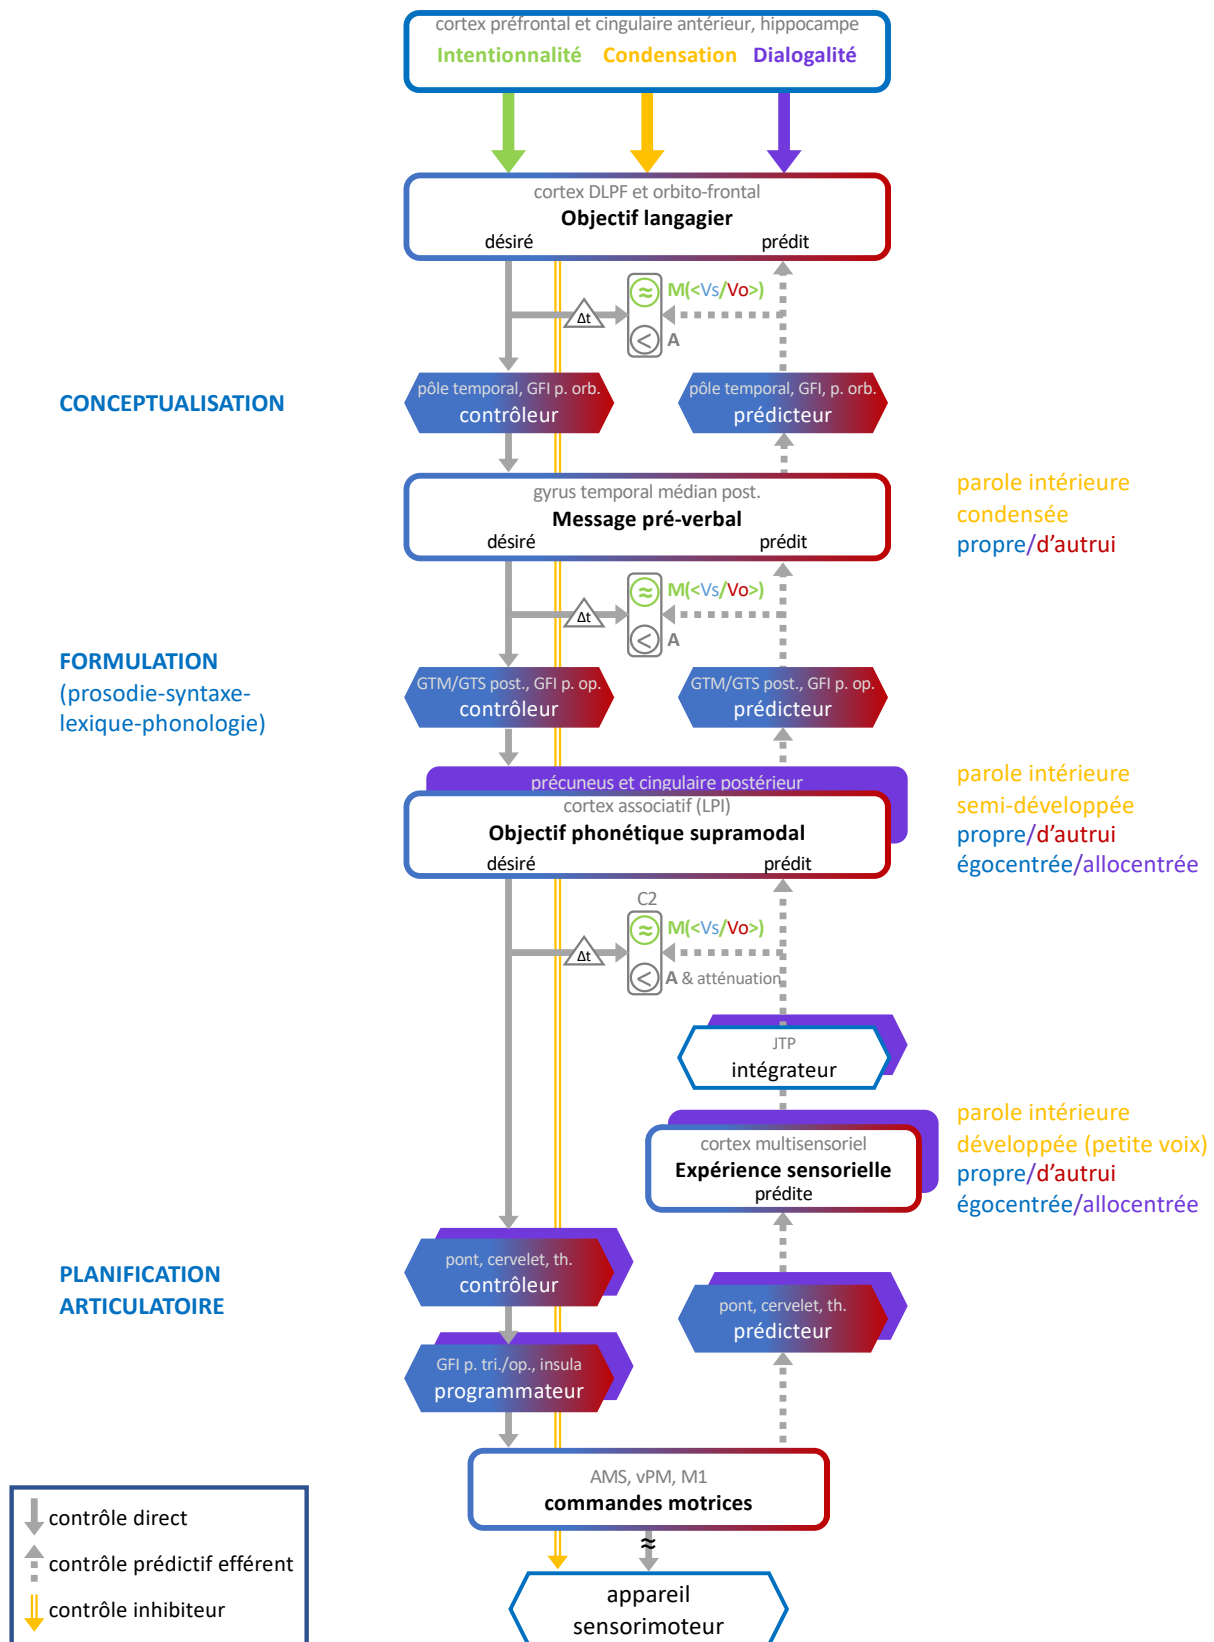 cortex préfrontal et cingulaire antérieur, hippocampe
Intentionnalité Condensation Dialogalité
cortex DLPF et orbito-frontal
Objectif langagier
désiré prédit
≈ M(<Vs/Vo>)
Δt
< A
CONCEPTUALISATION
pôle temporal, GFI p. orb.
contrôleur
pôle temporal, GFI, p. orb.
prédicteur
gyrus temporal médian post.
Message pré-verbal
désiré prédit
parole intérieure
condensée
propre/d'autrui
≈ M(<Vs/Vo>)
Δt
< A
FORMULATION
(prosodie-syntaxe-
lexique-phonologie)
GTM/GTS post., GFI p. op.
contrôleur
GTM/GTS post., GFI p. op.
prédicteur
précuneus et cingulaire postérieur
cortex associatif (LPI)
Objectif phonétique supramodal
désiré prédit
parole intérieure
semi-développée
propre/d'autrui
égocentrée/allocentrée
C2
≈ M(<Vs/Vo>)
Δt
< A & atténuation
JTP
intégrateur
cortex multisensoriel
Expérience sensorielle
prédite
parole intérieure
développée (petite voix)
propre/d'autrui
égocentrée/allocentrée
PLANIFICATION
ARTICULATOIRE
pont, cervelet, th.
contrôleur
pont, cervelet, th.
prédicteur
GFI p. tri./op., insula
programmateur
AMS, vPM, M1
commandes motrices
≈
appareil
sensorimoteur
contrôle direct
contrôle prédictif efférent
contrôle inhibiteur